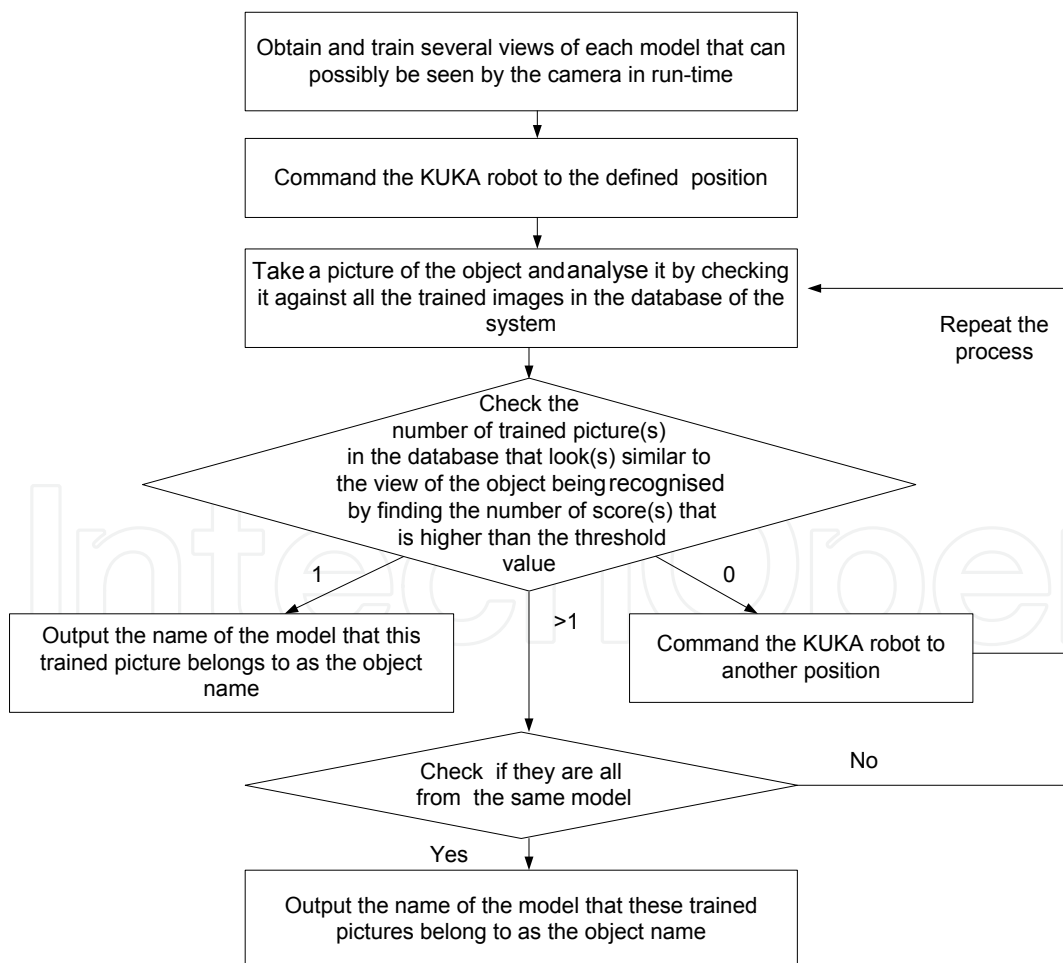 Obtain and train several views of each model that can
possibly be seen by the camera in run-time
Command the KUKA robot to the defined position
Take a picture of the object and analyse it by checking
it against all the trained images in the database of the
system
Repeat the
process
Check the
number of trained picture(s)
in the database that look(s) similar to
the view of the object being recognised
by finding the number of score(s) that
is higher than the threshold
value
1
0
>1
Output the name of the model that this
trained picture belongs to as the object
name
Command the KUKA robot to
another position
Check if they are all
from the same model
No
Yes
Output the name of the model that these trained
pictures belong to as the object name
IntechOpen